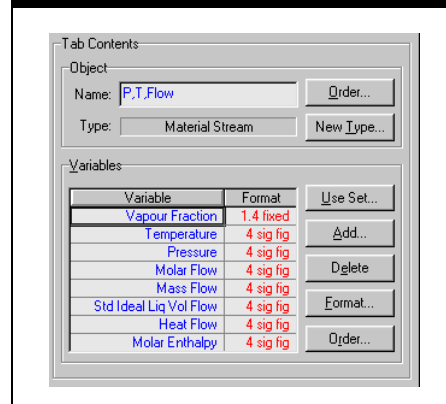 Tab Contents
Object
Name: P,T,Flow Order...
Type: Material Stream New Type...
Variables
Variable Format Use Set...
Vapour Fraction 1.4 fixed
Temperature 4 sig fig Add...
Pressure 4 sig fig
Molar Flow 4 sig fig Delete
Mass Flow 4 sig fig
Std Ideal Liq Vol Flow 4 sig fig Format...
Heat Flow 4 sig fig
Molar Enthalpy 4 sig fig Order...